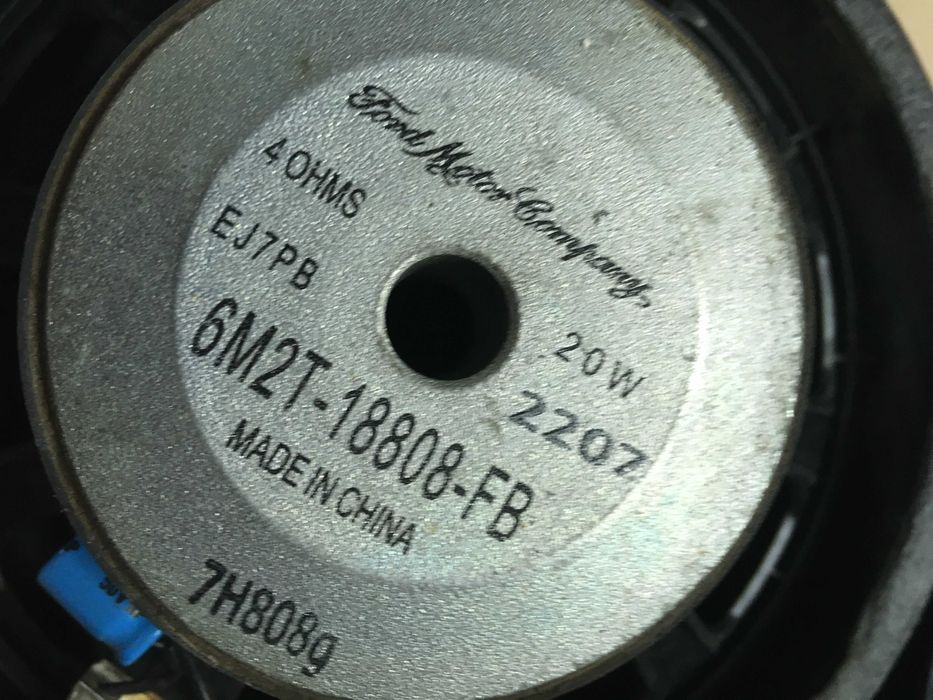 Ford Motor Company
4 OHMS
20W
EJ7PB
2207
6M2T-18808-FB
MADE IN CHINA
7H808g